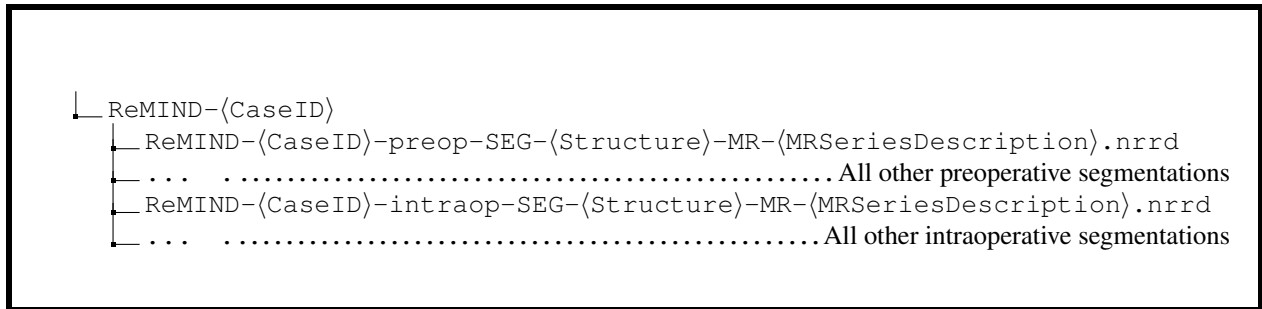 ReMIND-⟨CaseID⟩
ReMIND-⟨CaseID⟩-preop-SEG-⟨Structure⟩-MR-⟨MRSeriesDescription⟩.nrrd
... ........................................................ All other preoperative segmentations
ReMIND-⟨CaseID⟩-intraop-SEG-⟨Structure⟩-MR-⟨MRSeriesDescription⟩.nrrd
... ....................................................... All other intraoperative segmentations